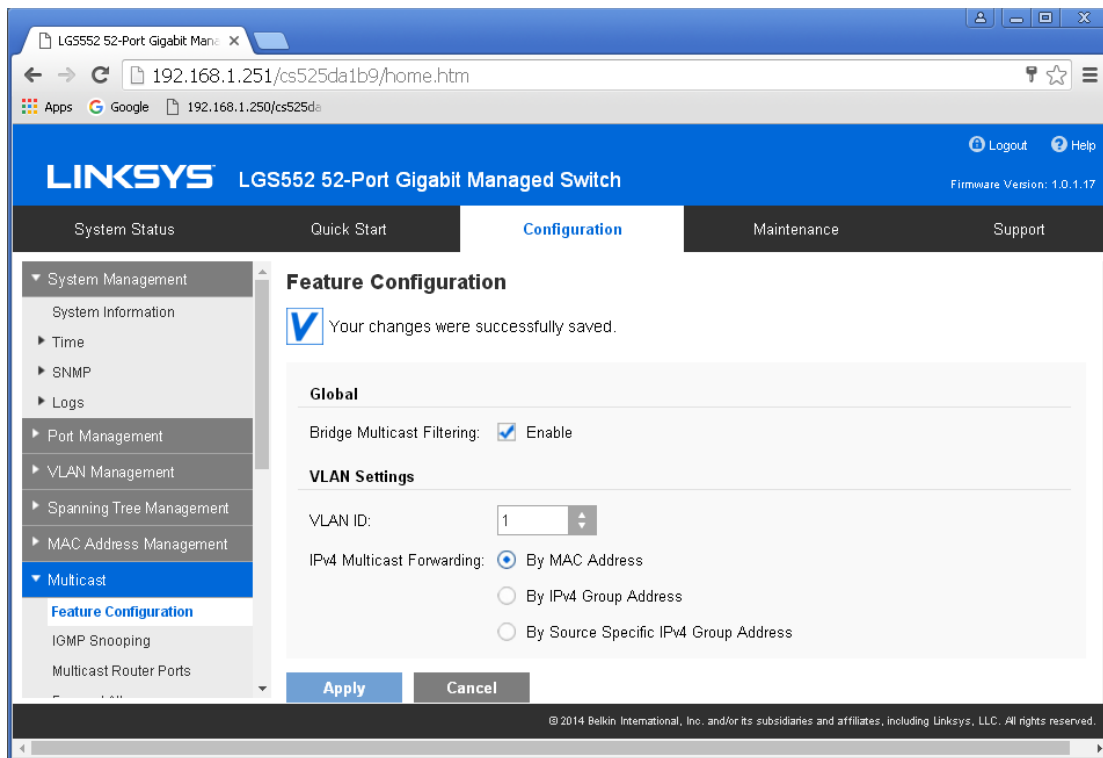 LGS552 52-Port Gigabit Mana
192.168.1.251/cs525da1b9/home.htm
Apps Google 192.168.1.250/cs525da
Logout Help
LINKSYS LGS552 52-Port Gigabit Managed Switch
Firmware Version: 1.0.1.17
System Status Quick Start Configuration Maintenance Support
System Management
System Information
Time
SNMP
Logs
Port Management
VLAN Management
Spanning Tree Management
MAC Address Management
Multicast
Feature Configuration
IGMP Snooping
Multicast Router Ports
Feature Configuration
Your changes were successfully saved.
Global
Bridge Multicast Filtering: Enable
VLAN Settings
VLAN ID: 1
IPv4 Multicast Forwarding: By MAC Address
By IPv4 Group Address
By Source Specific IPv4 Group Address
Apply Cancel
© 2014 Belkin International, Inc. and/or its subsidiaries and affiliates, including Linksys, LLC. All rights reserved.